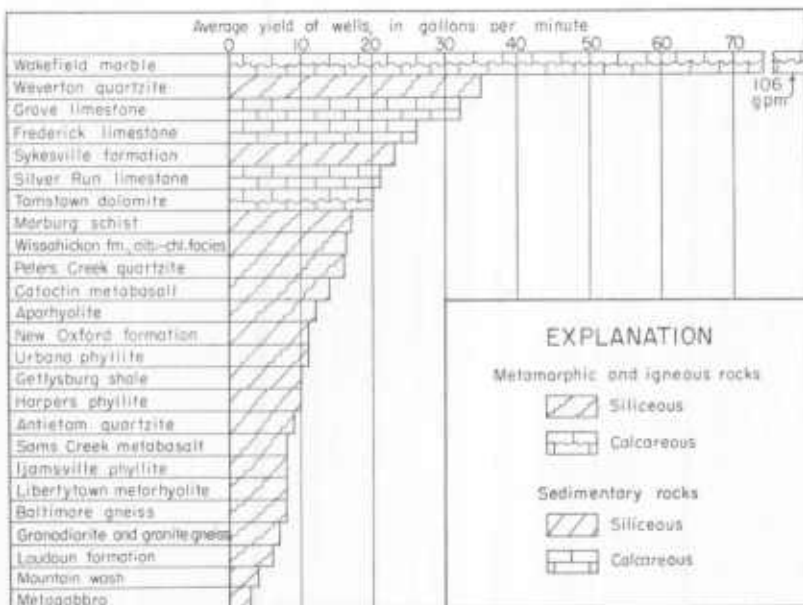 Average yield of wells, in gallons per minute
0 10 20 30 40 50 60 70
Wakefield marble
106
gpm
Weverton quartzite
Grove limestone
Frederick limestone
Sykesville formation
Silver Run limestone
Tomstown dolomite
Marburg schist
Wissahickon fm., alb.-chl. facies
Peters Creek quartzite
Catoctin metabasalt
Aporhyolite
New Oxford formation
Urbana phyllite
Gettysburg shale
Harpers phyllite
Antietam quartzite
Sams Creek metabasalt
Ijamsville phyllite
Libertytown metarhyolite
Baltimore gneiss
Granodiorite and granite gneiss
Loudoun formation
Mountain wash
Metagabbro
EXPLANATION
Metamorphic and igneous rocks
Siliceous
Calcareous
Sedimentary rocks
Siliceous
Calcareous